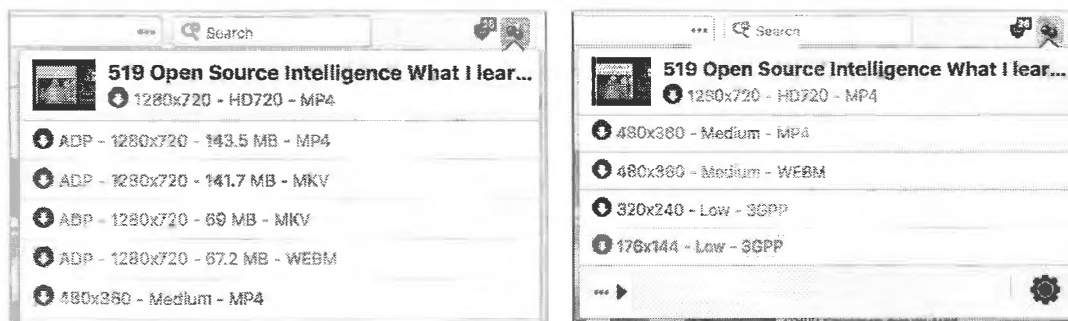 Search
519 Open Source Intelligence What I lear...
1280x720 - HD720 - MP4
ADP - 1280x720 - 143.5 MB - MP4
ADP - 1280x720 - 141.7 MB - MKV
ADP - 1280x720 - 69 MB - MKV
ADP - 1280x720 - 67.2 MB - WEBM
480x360 - Medium - MP4
Search
519 Open Source Intelligence What I lear...
1280x720 - HD720 - MP4
480x360 - Medium - MP4
480x360 - Medium - WEBM
320x240 - Low - 3GPP
176x144 - Low - 3GPP